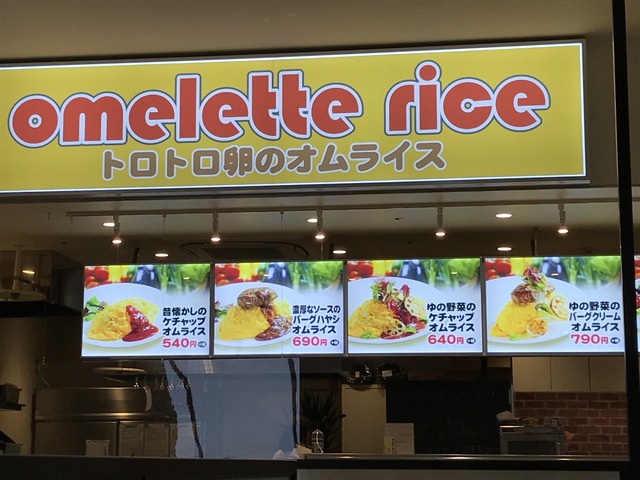 omelette rice
トロトロ卵のオムライス
昔懐かしの
ケチャップ
オムライス
540円
濃厚なソースの
バーグハヤシ
オムライス
690円
ゆの野菜の
ケチャップ
オムライス
640円
ゆの野菜の
バーグクリーム
オムライス
790円